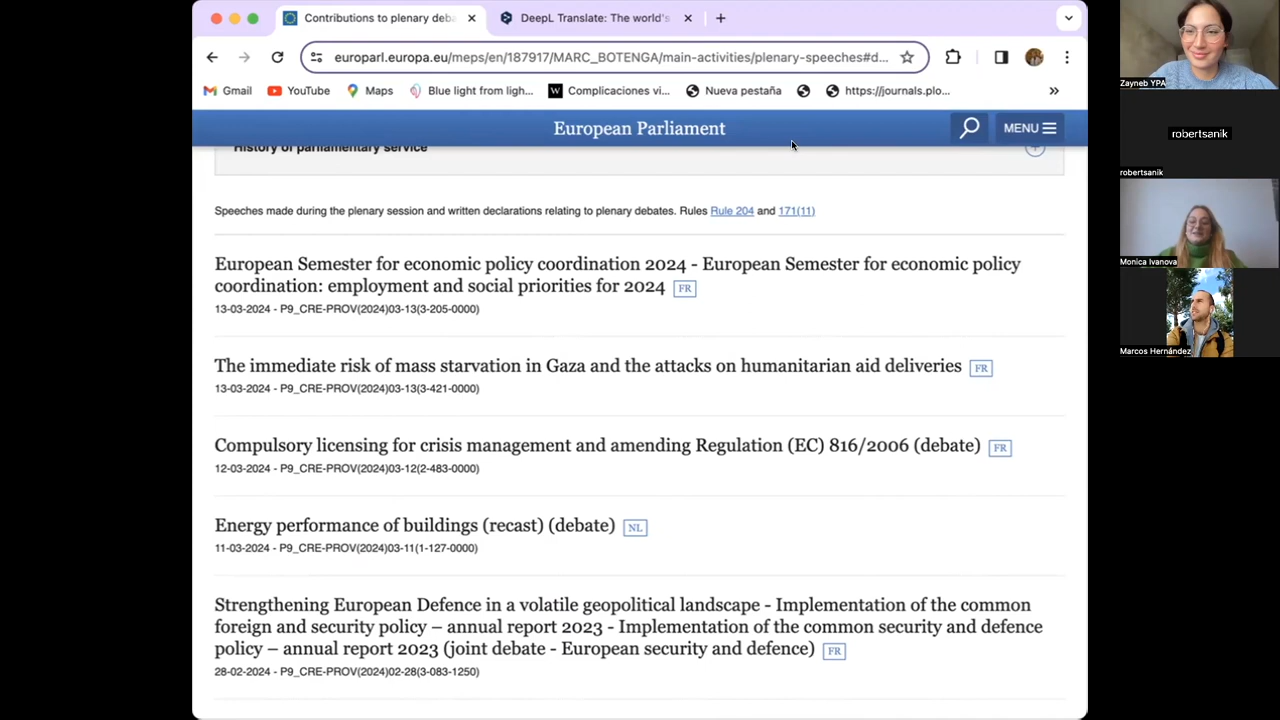 Contributions to plenary deba
DeepL Translate: The world's
europarl.europa.eu/meps/en/187917/MARC_BOTENGA/main-activities/plenary-speeches#d...
Gmail
YouTube
Maps
Blue light from ligh...
W
Complicaciones vi...
Nueva pestaña
https://journals.plo...
»
European Parliament
MENU
History of parliamentary service
Speeches made during the plenary session and written declarations relating to plenary debates. Rules Rule 204 and 171(11)
European Semester for economic policy coordination 2024 - European Semester for economic policy
coordination: employment and social priorities for 2024 FR
13-03-2024 - P9_CRE-PROV(2024)03-13(3-205-0000)
The immediate risk of mass starvation in Gaza and the attacks on humanitarian aid deliveries FR
13-03-2024 - P9_CRE-PROV(2024)03-13(3-421-0000)
Compulsory licensing for crisis management and amending Regulation (EC) 816/2006 (debate) FR
12-03-2024 - P9_CRE-PROV(2024)03-12(2-483-0000)
Energy performance of buildings (recast) (debate) NL
11-03-2024 - P9_CRE-PROV(2024)03-11(1-127-0000)
Strengthening European Defence in a volatile geopolitical landscape - Implementation of the common
foreign and security policy – annual report 2023 - Implementation of the common security and defence
policy – annual report 2023 (joint debate - European security and defence) FR
28-02-2024 - P9_CRE-PROV(2024)02-28(3-083-1250)
Zayneb YPA
robertsanik
robertsanik
Monica Ivanova
Marcos Hernández